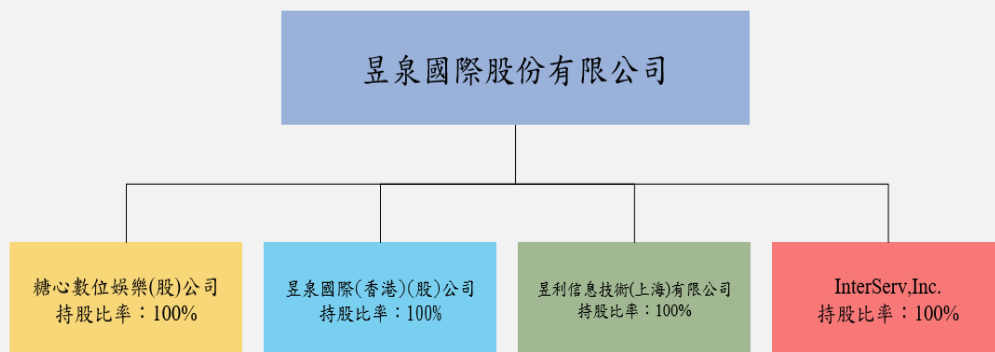 昱泉國際股份有限公司
糖心數位娛樂(股)公司
持股比率：100%
昱泉國際(香港)(股)公司
持股比率：100%
昱利信息技術(上海)有限公司
持股比率：100%
InterServ,Inc.
持股比率：100%